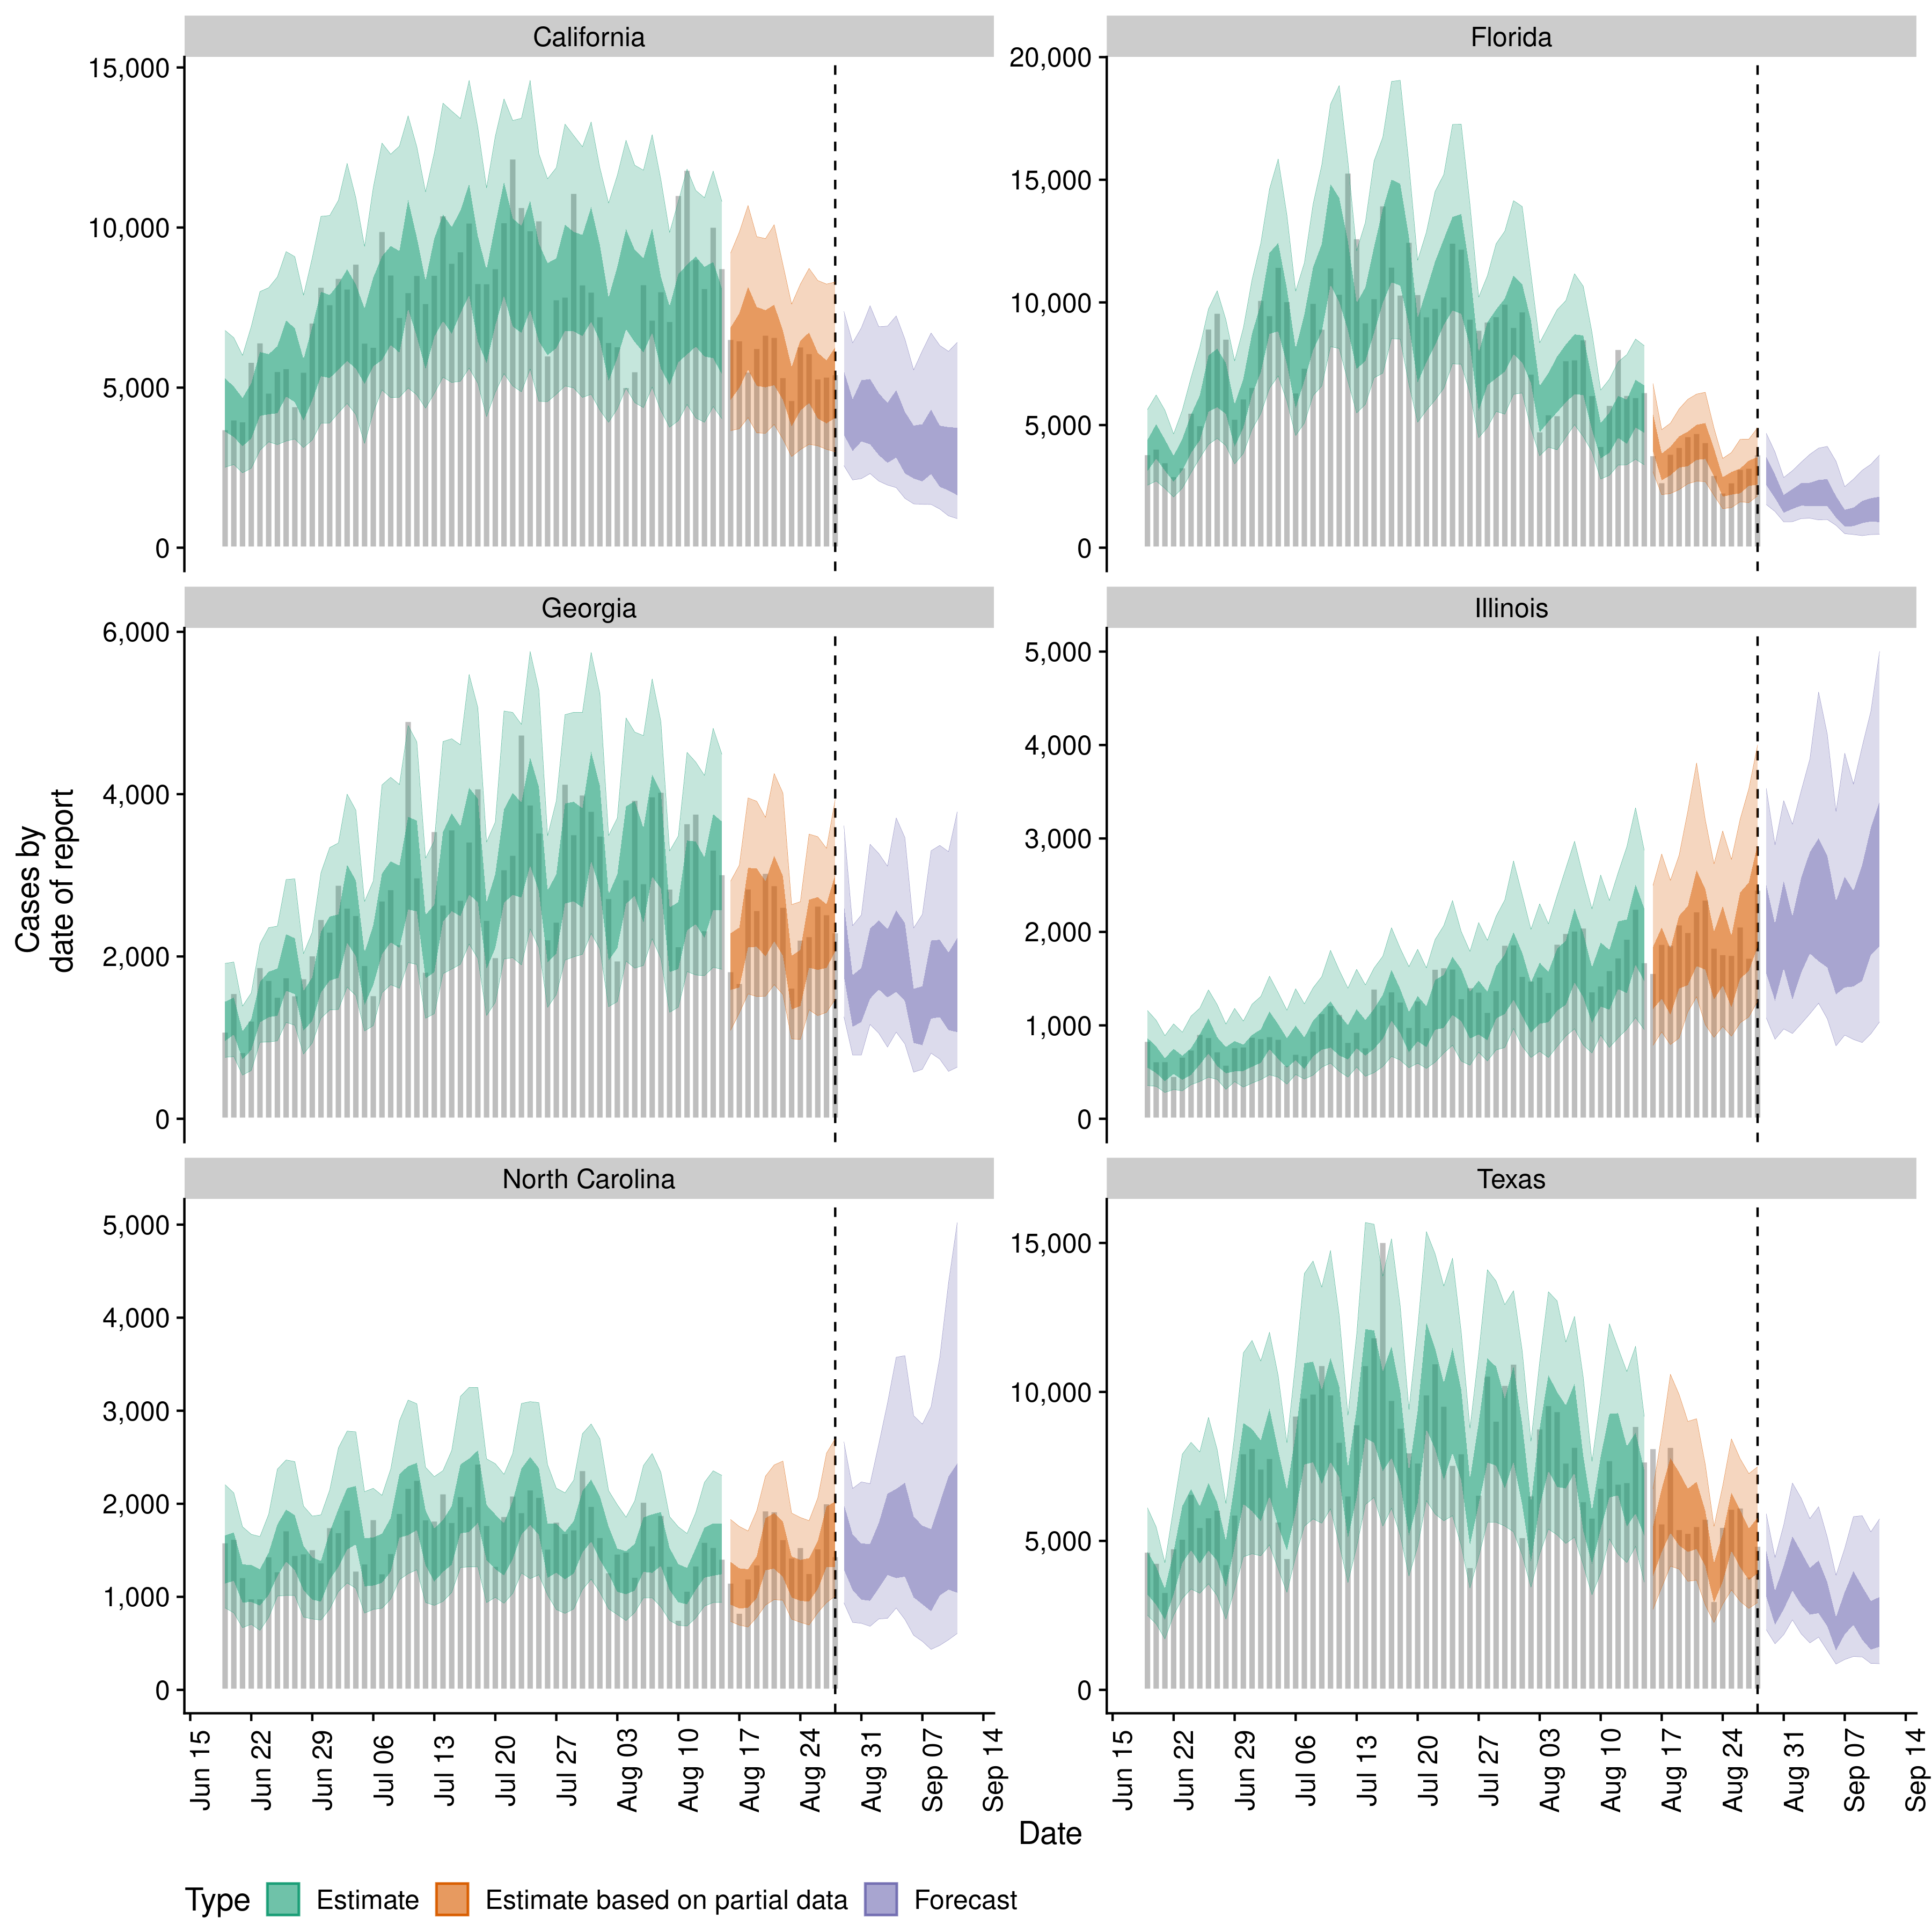 California
Florida
15,000
10,000
5,000
0
20,000
15,000
10,000
5,000
0
Georgia
Illinois
6,000
4,000
2,000
0
5,000
4,000
3,000
2,000
1,000
0
North Carolina
Texas
5,000
4,000
3,000
2,000
1,000
0
15,000
10,000
5,000
0
Cases by
date of report
Jun 15
Jun 22
Jun 29
Jul 06
Jul 13
Jul 20
Jul 27
Aug 03
Aug 10
Aug 17
Aug 24
Aug 31
Sep 07
Sep 14
Jun 15
Jun 22
Jun 29
Jul 06
Jul 13
Jul 20
Jul 27
Aug 03
Aug 10
Aug 17
Aug 24
Aug 31
Sep 07
Sep 14
Date
Type Estimate Estimate based on partial data Forecast